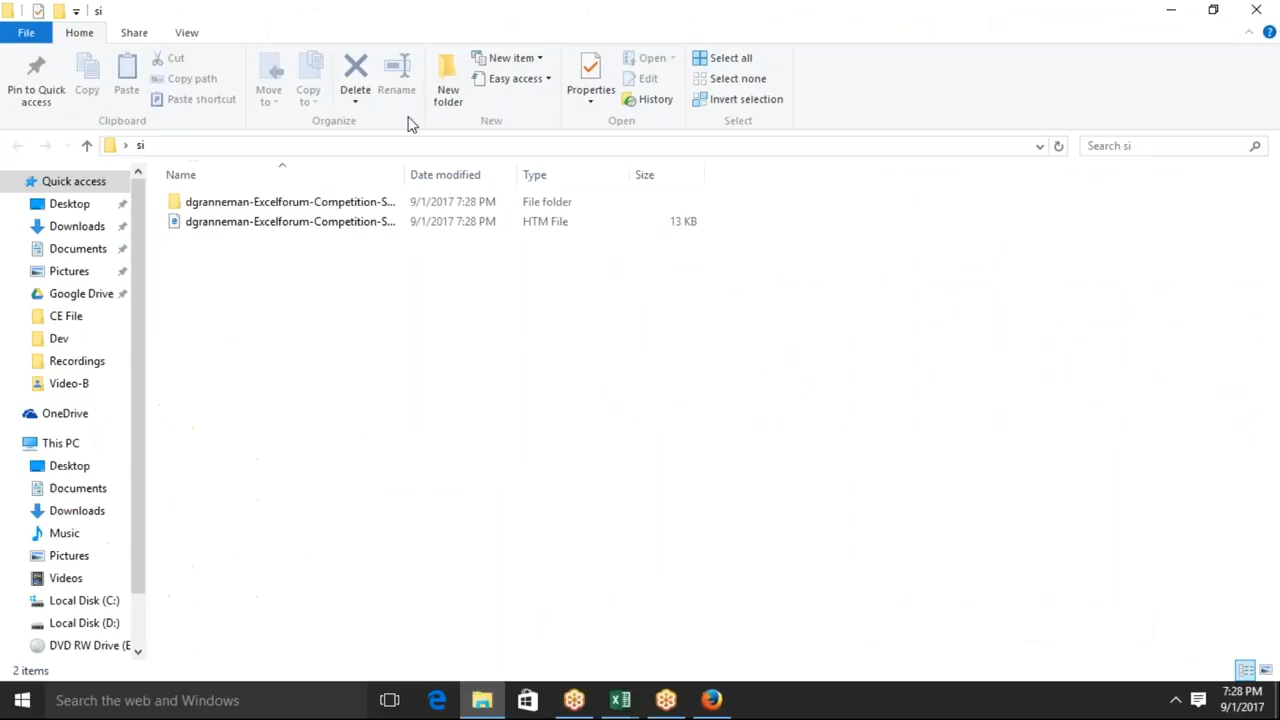 si
File Home Share View
Pin to Quick access
Copy
Paste
Cut
Copy path
Paste shortcut
Clipboard
Move to
Copy to
Delete
Rename
Organize
New folder
New item
Easy access
New
Properties
Open
Edit
History
Open
Select all
Select none
Invert selection
Select
si
Search si
Name Date modified Type Size
dgranneman-Excelforum-Competition-S... 9/1/2017 7:28 PM File folder
dgranneman-Excelforum-Competition-S... 9/1/2017 7:28 PM HTM File 13 KB
Quick access
Desktop
Downloads
Documents
Pictures
Google Drive
CE File
Dev
Recordings
Video-B
OneDrive
This PC
Desktop
Documents
Downloads
Music
Pictures
Videos
Local Disk (C:)
Local Disk (D:)
DVD RW Drive (E
2 items
Search the web and Windows
7:28 PM
9/1/2017